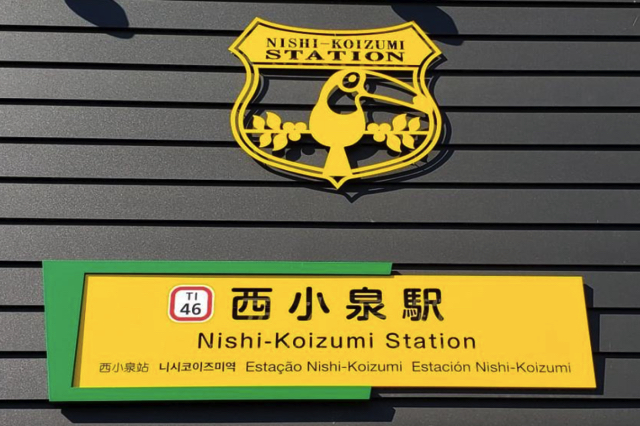 NISHI-KOIZUMI
STATION
TI
46
西小泉駅
Nishi-Koizumi Station
西小泉站 니시코이즈미역 Estação Nishi-Koizumi Estación Nishi-Koizumi